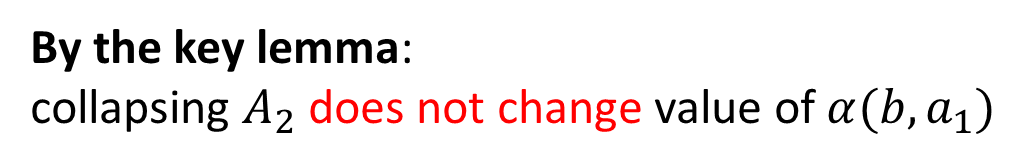 By the key lemma:
collapsing A₂ does not change value of α(b, a₁)